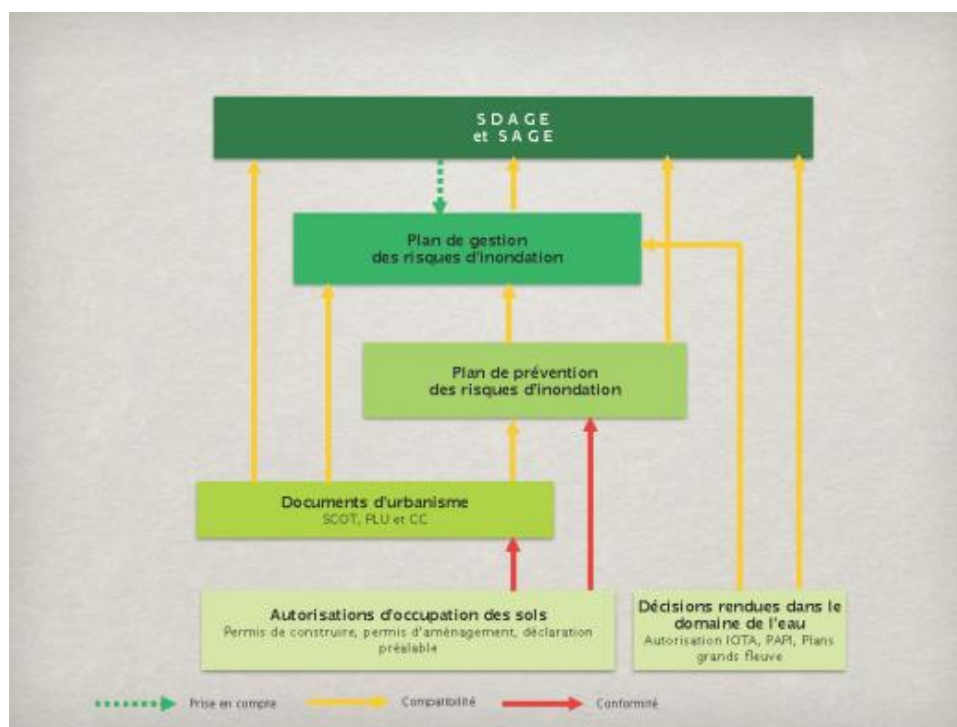 SDAGE
et SAGE
Plan de gestion
des risques d'inondation
Plan de prévention
des risques d'inondation
Documents d'urbanisme
SCOT, PLU et CC
Autorisations d'occupation des sols
Permis de construire, permis d'aménagement, déclaration
préalable
Décisions rendues dans le
domaine de l'eau
Autorisation IOTA, PAPI, Plans
grands fleuve
Prise en compte
Compatibilité
Conformité